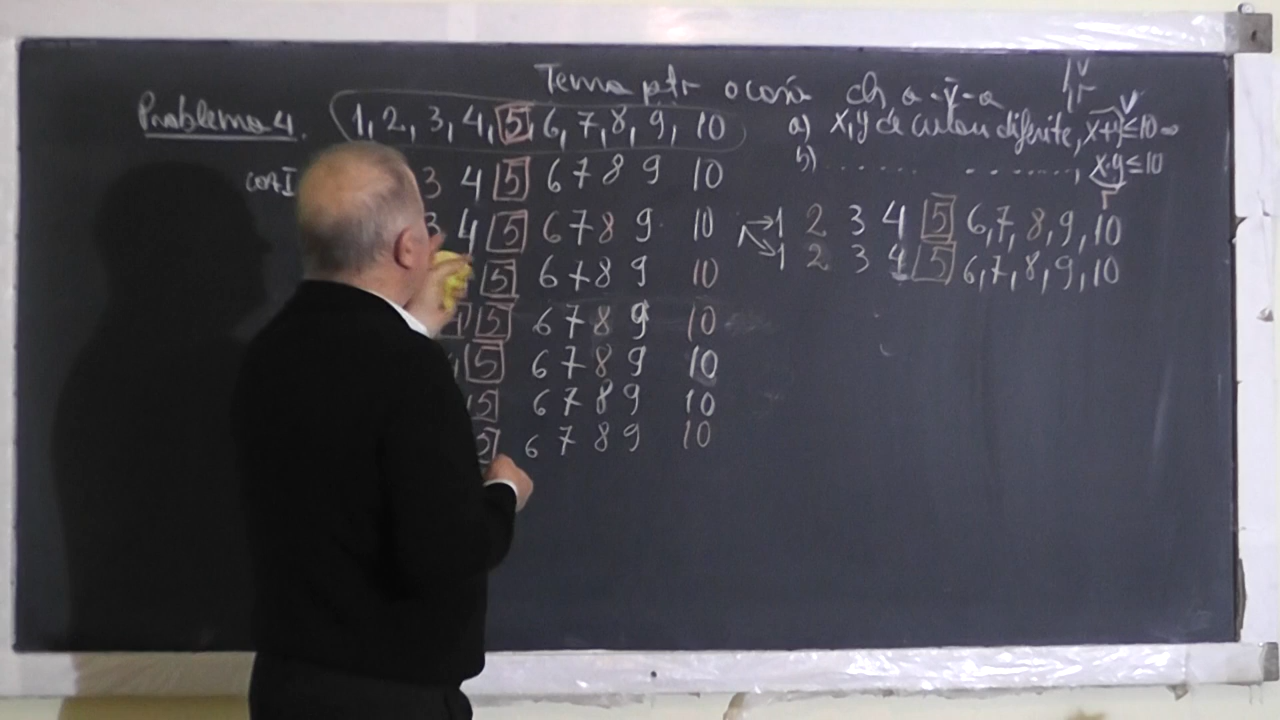 Tema ptr acasă
Problema 4. 1, 2, 3, 4, 5, 6, 7, 8, 9, 10 a) x,y de culori diferite, x+y≤10
b) ...... ......., x·y≤10
caz I 3 4 5 6 7 8 9 10
3 4 5 6 7 8 9 10
5 6 7 8 9 10
5 6 7 8 9 10
5 6 7 8 9 10
5 6 7 8 9 10
5 6 7 8 9 10
1 2 3 4 5 6, 7, 8, 9, 10
1 2 3 4 5 6, 7, 8, 9, 10